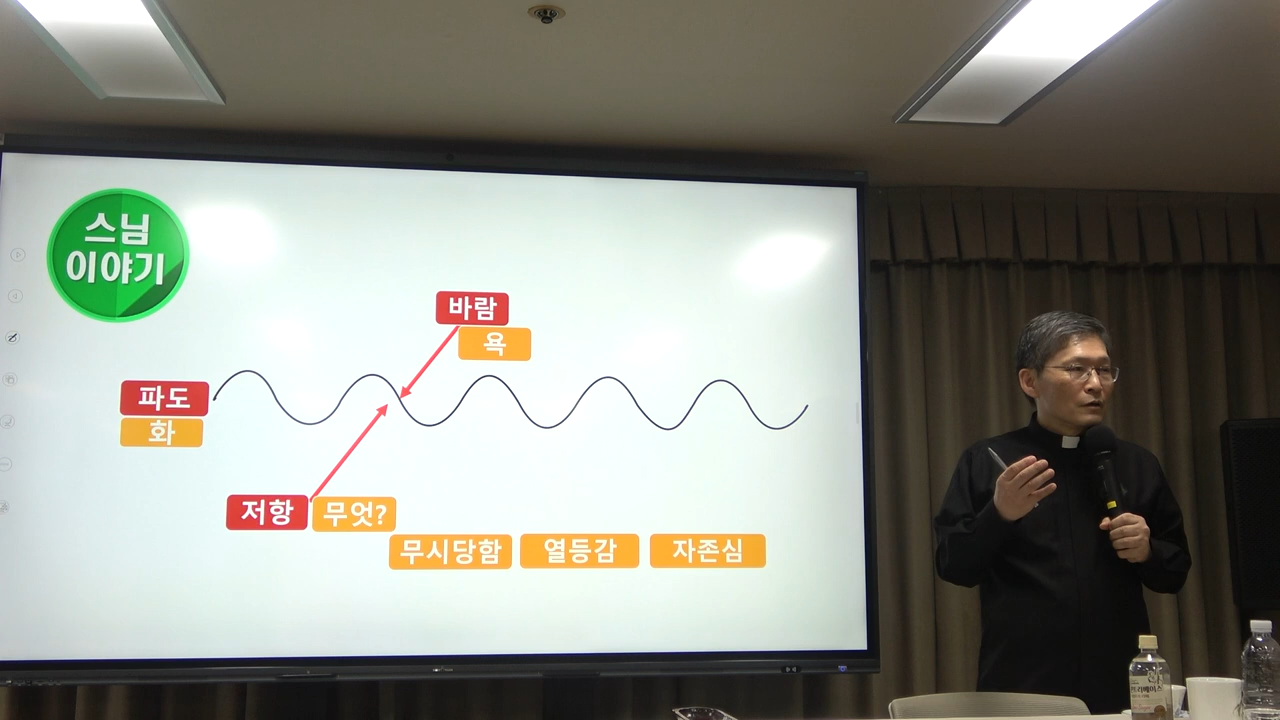 스님
이야기
바람
욕
파도
화
저항 무엇?
무시당함 열등감 자존심